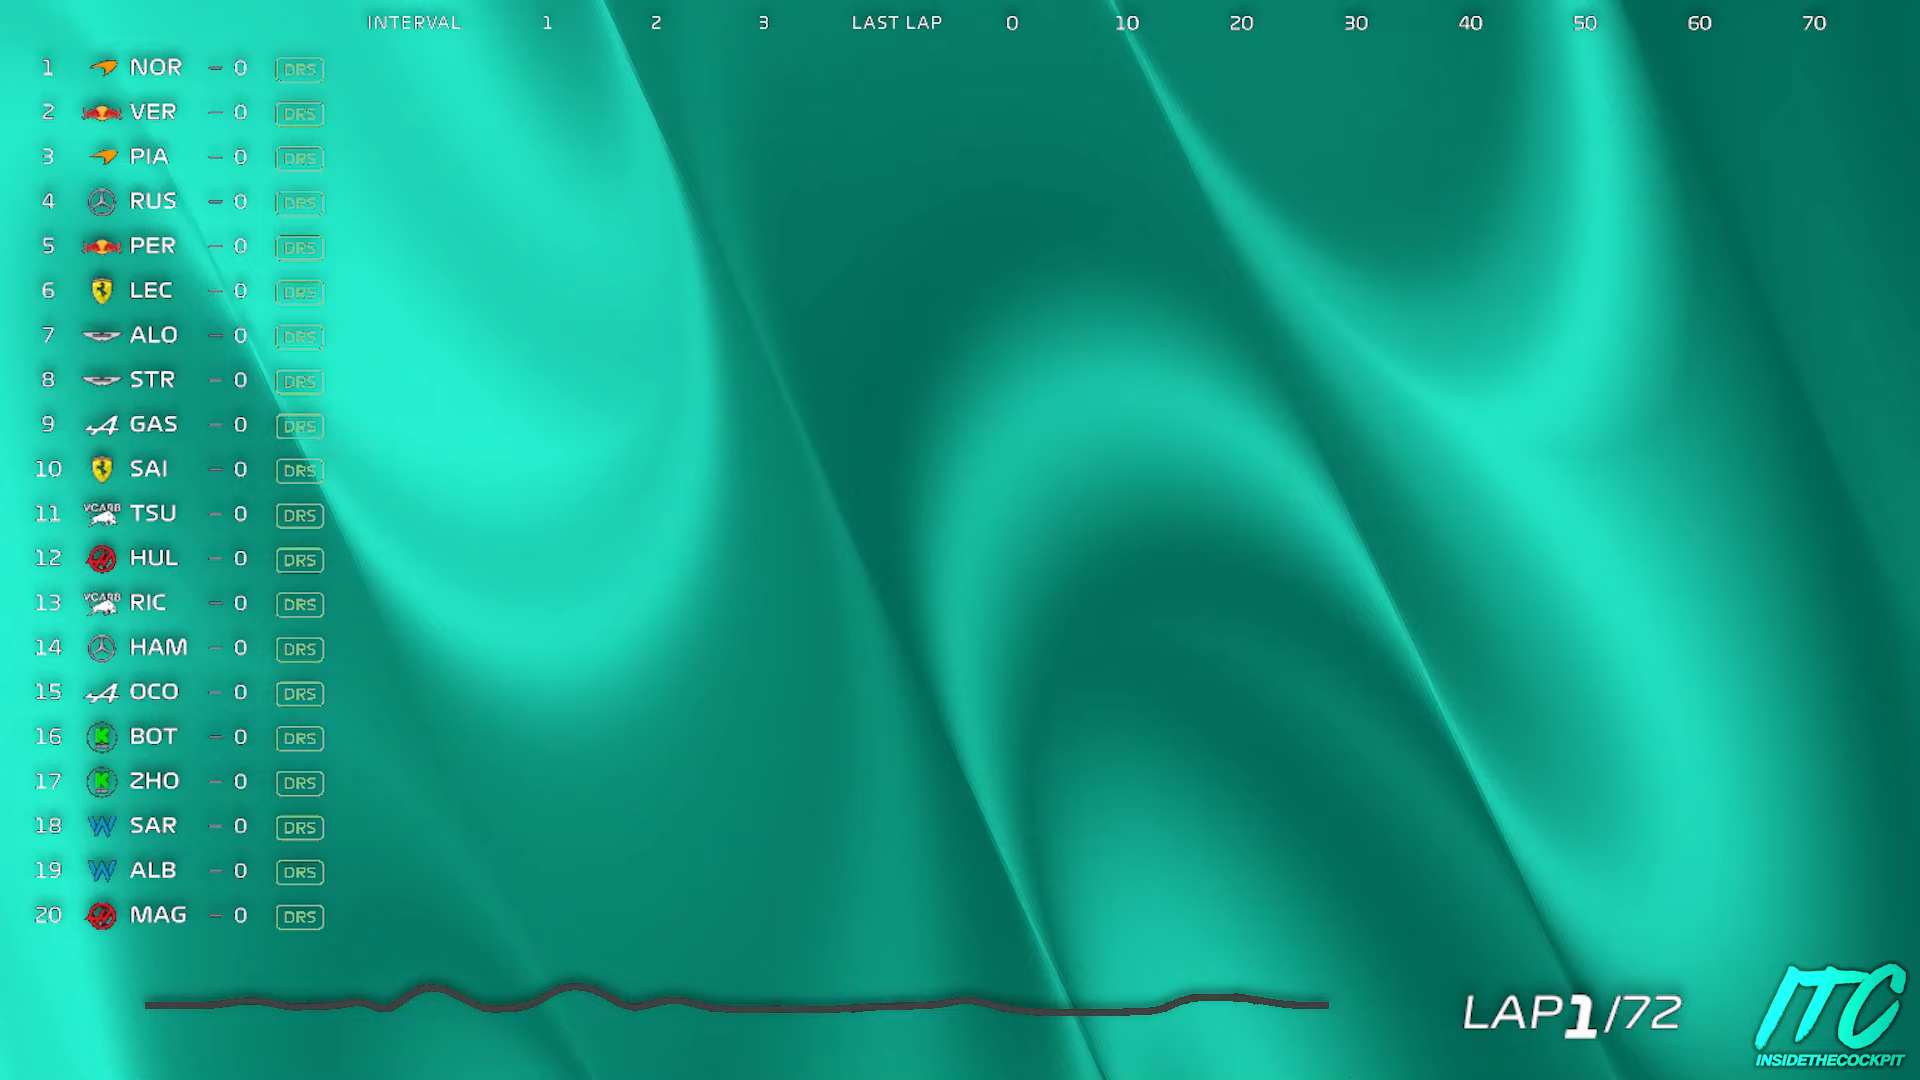 INTERVAL 1 2 3 LAST LAP 0 10 20 30 40 50 60 70
1 NOR - 0 DRS
2 VER - 0 DRS
3 PIA - 0 DRS
4 RUS - 0 DRS
5 PER - 0 DRS
6 LEC - 0 DRS
7 ALO - 0 DRS
8 STR - 0 DRS
9 GAS - 0 DRS
10 SAI - 0 DRS
11 VCARB TSU - 0 DRS
12 HUL - 0 DRS
13 VCARB RIC - 0 DRS
14 HAM - 0 DRS
15 OCO - 0 DRS
16 K BOT - 0 DRS
17 K ZHO - 0 DRS
18 W SAR - 0 DRS
19 W ALB - 0 DRS
20 MAG - 0 DRS
LAP 1/72
ITC
INSIDETHECOCKPIT